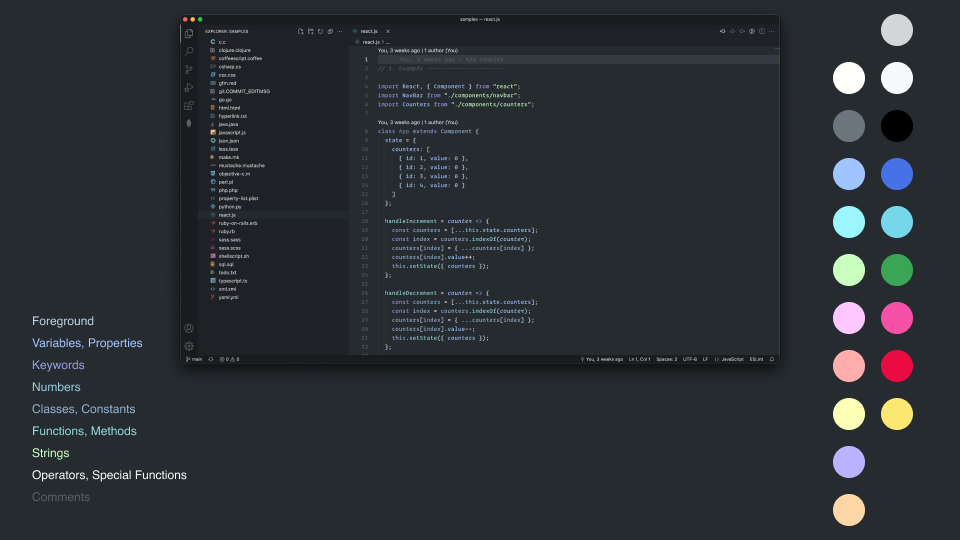 samples — react.js
EXPLORER: SAMPLES
c.c
clojure.clojure
coffeescript.coffee
csharp.cs
css.css
gfm.md
git.COMMIT_EDITMSG
go.go
html.html
hyperlink.txt
java.java
javascript.js
json.json
less.less
make.mk
mustache.mustache
objective-c.m
perl.pl
php.php
property-list.plist
python.py
react.js
ruby-on-rails.erb
ruby.rb
sass.sass
sass.scss
shellscript.sh
sql.sql
todo.txt
typescript.ts
xml.xml
yaml.yml
react.js
react.js > ...
You, 3 weeks ago | 1 author (You)
1 You, 3 weeks ago • Add samples
2 // 1. Example
3
4 import React, { Component } from "react";
5 import NavBar from "./components/navbar";
6 import Counters from "./components/counters";
7
You, 3 weeks ago | 1 author (You)
8 class App extends Component {
9 state = {
10 counters: [
11 { id: 1, value: 0 },
12 { id: 2, value: 0 },
13 { id: 3, value: 0 },
14 { id: 4, value: 0 }
15 ]
16 };
17
18 handleIncrement = counter => {
19 const counters = [...this.state.counters];
20 const index = counters.indexOf(counter);
21 counters[index] = { ...counters[index] };
22 counters[index].value++;
23 this.setState({ counters });
24 };
25
26 handleDecrement = counter => {
27 const counters = [...this.state.counters];
28 const index = counters.indexOf(counter);
29 counters[index] = { ...counters[index] };
30 counters[index].value--;
31 this.setState({ counters });
32 };
main
0 0
You, 3 weeks ago
Ln 1, Col 1
Spaces: 2
UTF-8
LF
JavaScript
ESLint
Foreground
Variables, Properties
Keywords
Numbers
Classes, Constants
Functions, Methods
Strings
Operators, Special Functions
Comments